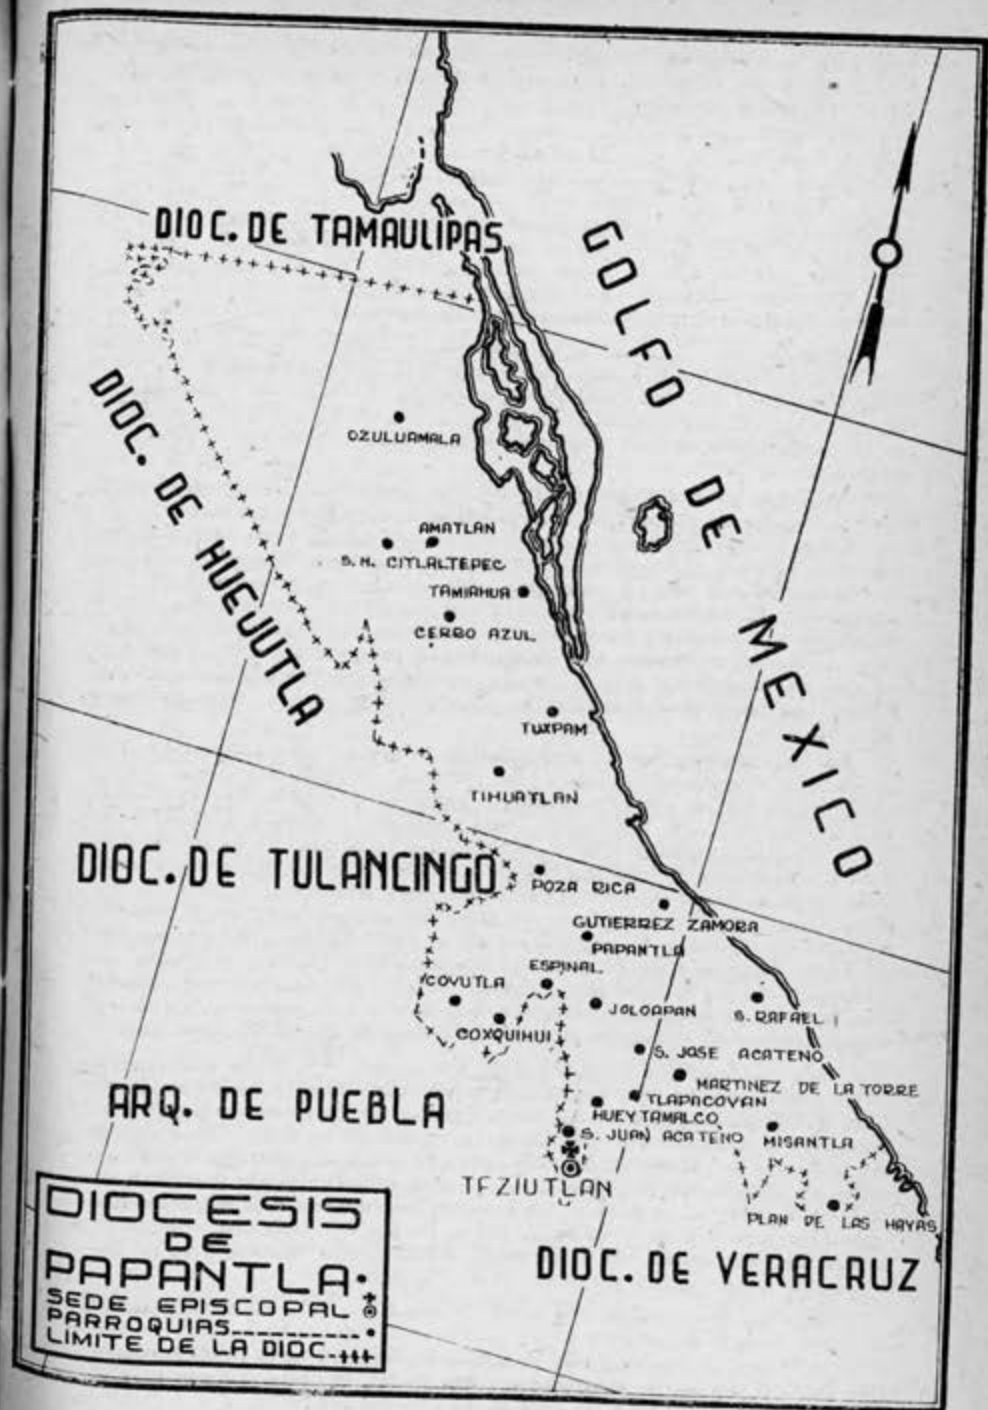 DIOC. DE TAMAULIPAS
GOLFO DE MEXICO
DIOC. DE HUEJUTLA
OZULUAMALA
AMATLAN
S. H. CITLALTEPEC
TAMIAHUA
CERRO AZUL
TUXPAM
TIHUATLAN
DIOC. DE TULANCINGO
POZA RICA
GUTIERREZ ZAMORA
PAPANTLA
ESPINAL
COYUTLA
JOLOAPAN
S. RAFAEL
COXQUIHUI
S. JOSE ACATENO
MARTINEZ DE LA TORRE
TLAPACOYAN
ARQ. DE PUEBLA
HUEYTAMALCO
S. JUAN ACATENO
MISANTLA
TEZIUTLAN
PLAN DE LAS HAYAS
DIOC. DE VERACRUZ
DIOCESIS
DE
PAPANTLA.
SEDE EPISCOPAL
PARROQUIAS
LIMITE DE LA DIOC.